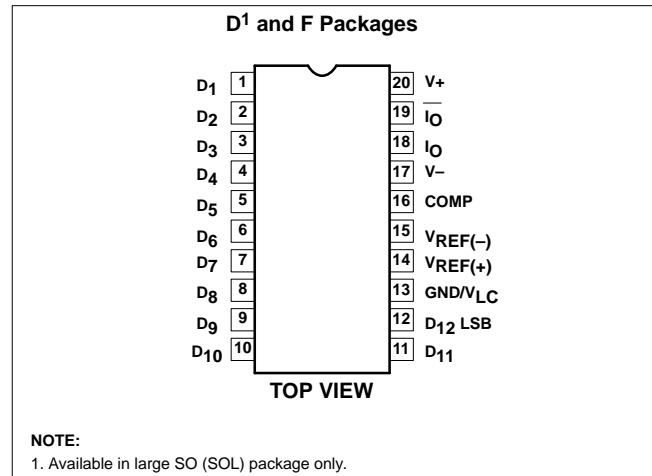 D1 and F Packages
D1 1 20 V+
D2 2 19 IO
D3 3 18 IO
D4 4 17 V–
D5 5 16 COMP
D6 6 15 VREF(–)
D7 7 14 VREF(+)
D8 8 13 GND/VLC
D9 9 12 D12 LSB
D10 10 11 D11
TOP VIEW
NOTE:
1. Available in large SO (SOL) package only.